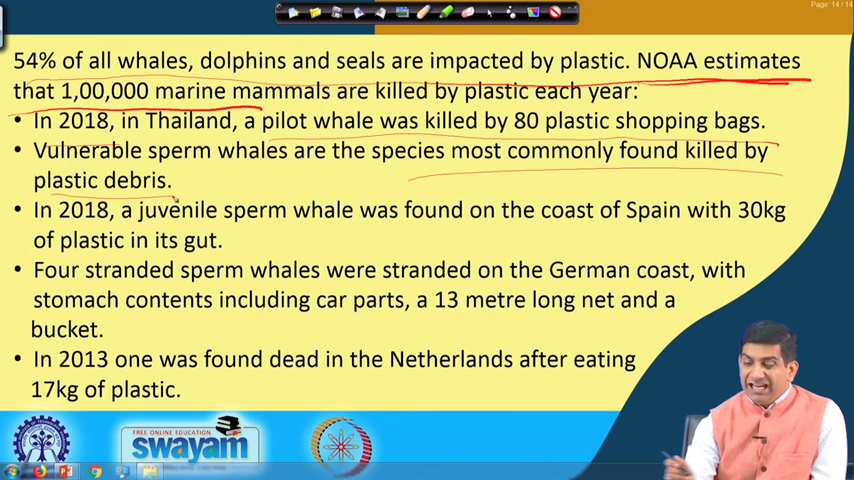 Page: 14 / 14
54% of all whales, dolphins and seals are impacted by plastic. NOAA estimates
that 1,00,000 marine mammals are killed by plastic each year:
• In 2018, in Thailand, a pilot whale was killed by 80 plastic shopping bags.
• Vulnerable sperm whales are the species most commonly found killed by
plastic debris.
• In 2018, a juvenile sperm whale was found on the coast of Spain with 30kg
of plastic in its gut.
• Four stranded sperm whales were stranded on the German coast, with
stomach contents including car parts, a 13 metre long net and a
bucket.
• In 2013 one was found dead in the Netherlands after eating
17kg of plastic.
FREE ONLINE EDUCATION
swayam